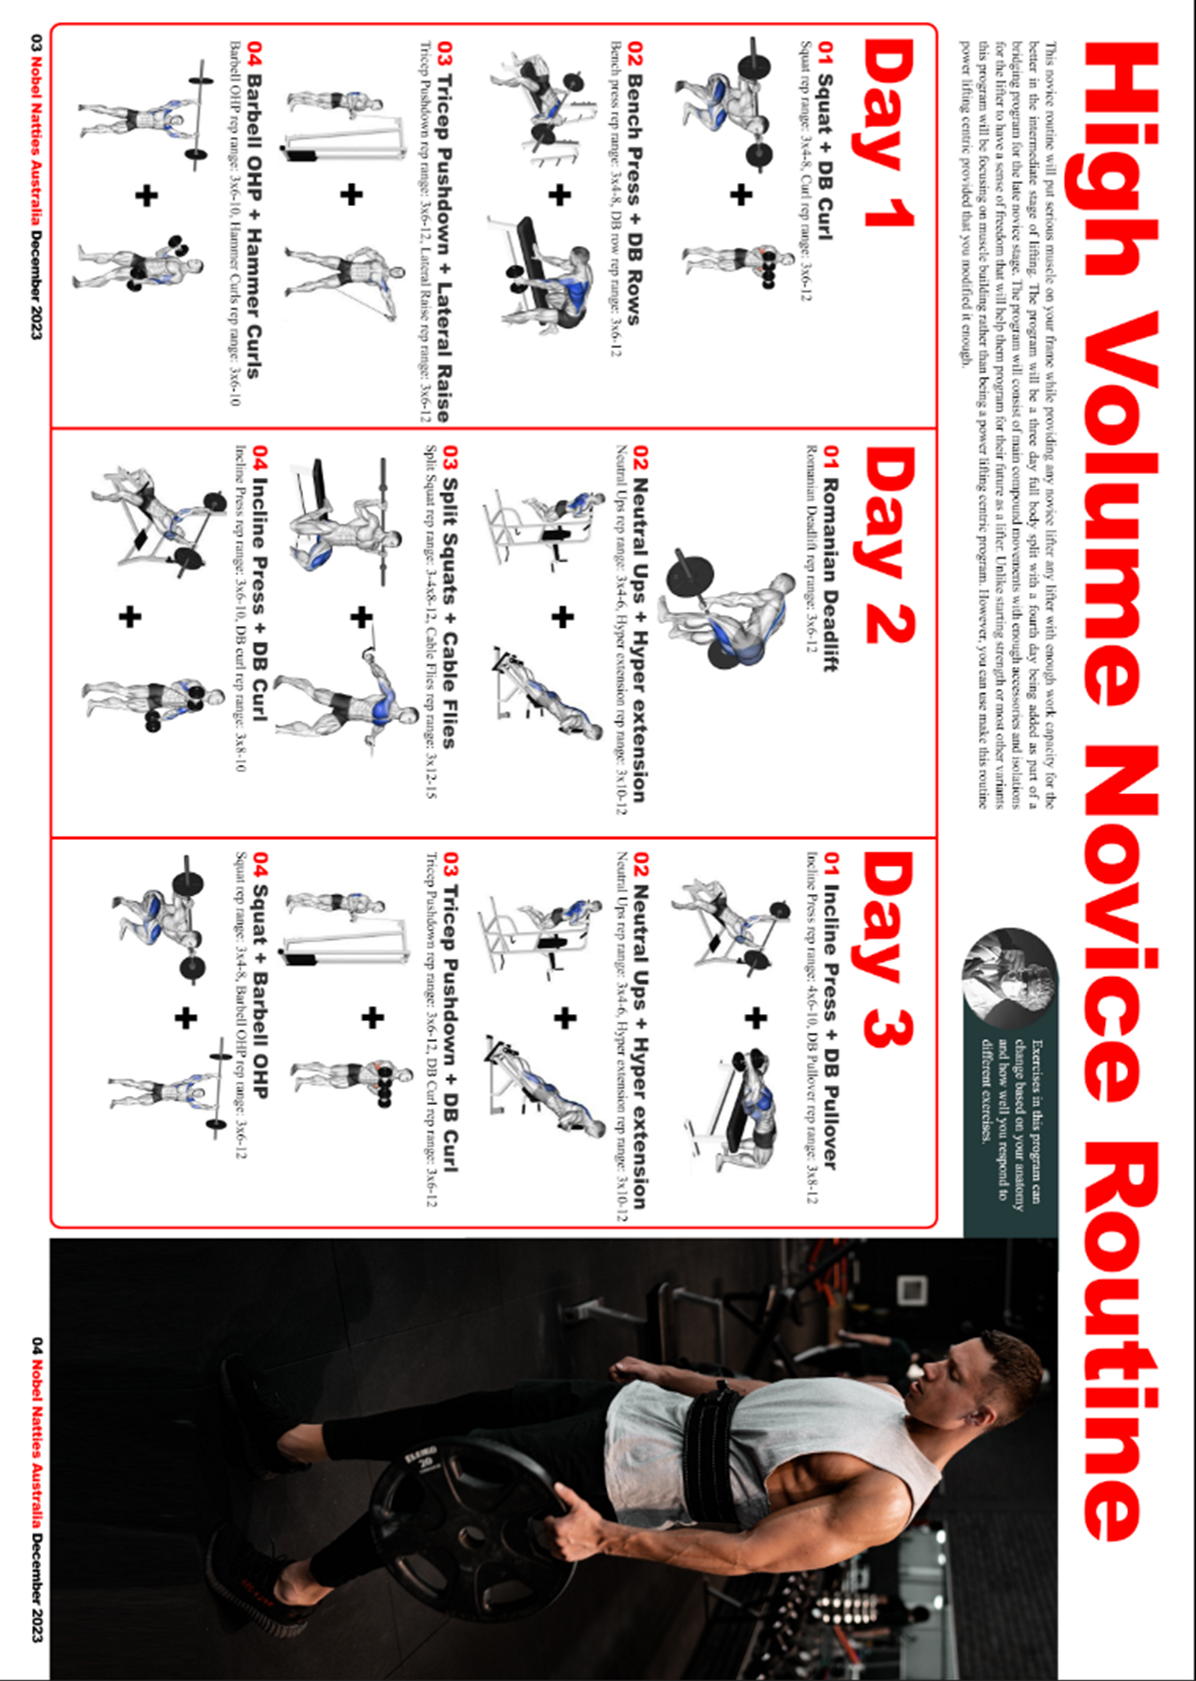 High Volume Novice Routine
This novice routine will put serious muscle on your frame while providing any novice lifter any lifter with enough work capacity for the
better in the intermediate stage of lifting. The program will be a three day full body split with a fourth day being added as part of a
bridging program for the late novice stage. The program will consist of main compound movements with enough accessories and isolations
for the lifter to have a sense of freedom that will help them program for their future as a lifter. Unlike starting strength or most other variants
this program will be focusing on muscle building rather than being a power lifting centric program. However, you can use make this routine
power lifting centric provided that you modified it enough.
Exercises in this program can
change based on your anatomy
and how well you respond to
different exercises.
Day 1
01 Squat + DB Curl
Squat rep range: 3x4-8, Curl rep range: 3x6-12
02 Bench Press + DB Rows
Bench press rep range: 3x4-8, DB row rep range: 3x6-12
03 Tricep Pushdown + Lateral Raise
Tricep Pushdown rep range: 3x6-12, Lateral Raise rep range: 3x6-12
04 Barbell OHP + Hammer Curls
Barbell OHP rep range: 3x6-10, Hammer Curls rep range: 3x6-10
Day 2
01 Romanian Deadlift
Romanian Deadlift rep range: 3x6-12
02 Neutral Ups + Hyper extension
Neutral Ups rep range: 3x4-6, Hyper extension rep range: 3x10-12
03 Split Squats + Cable Flies
Split Squat rep range: 3-4x8-12, Cable Flies rep range: 3x12-15
04 Incline Press + DB Curl
Incline Press rep range: 3x6-10, DB curl rep range: 3x8-10
Day 3
01 Incline Press + DB Pullover
Incline Press rep range: 4x6-10, DB Pullover rep range: 3x8-12
02 Neutral Ups + Hyper extension
Neutral Ups rep range: 3x4-6, Hyper extension rep range: 3x10-12
03 Tricep Pushdown + DB Curl
Tricep Pushdown rep range: 3x6-12, DB Curl rep range: 3x6-12
04 Squat + Barbell OHP
Squat rep range: 3x4-8, Barbell OHP rep range: 3x6-12
ELEIKO
20
03 Nobel Natties Australia December 2023
04 Nobel Natties Australia December 2023